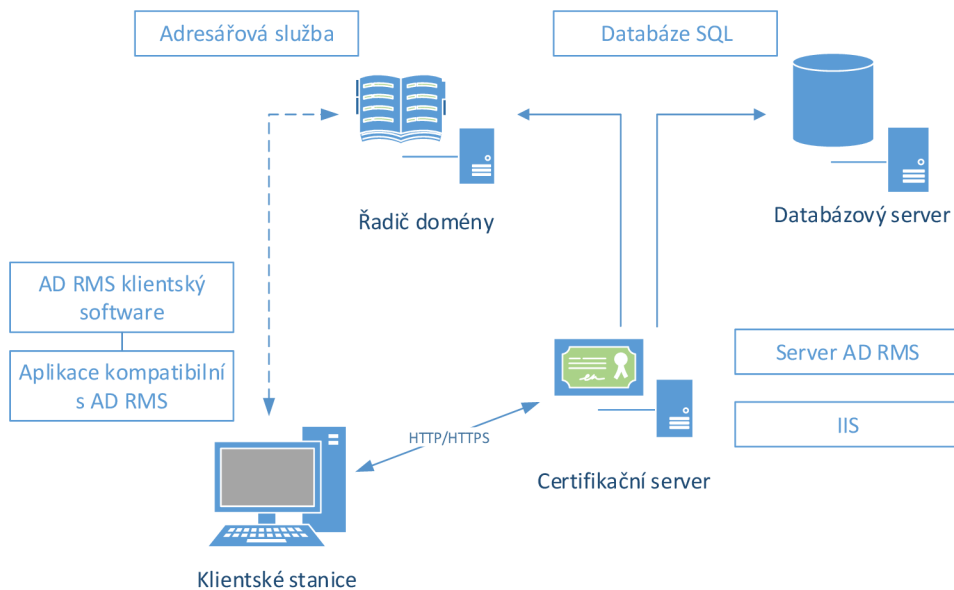 Adresářová služba
Databáze SQL
Řadič domény
Databázový server
AD RMS klientský
software
Aplikace kompatibilní
s AD RMS
Server AD RMS
IIS
HTTP/HTTPS
Certifikační server
Klientské stanice